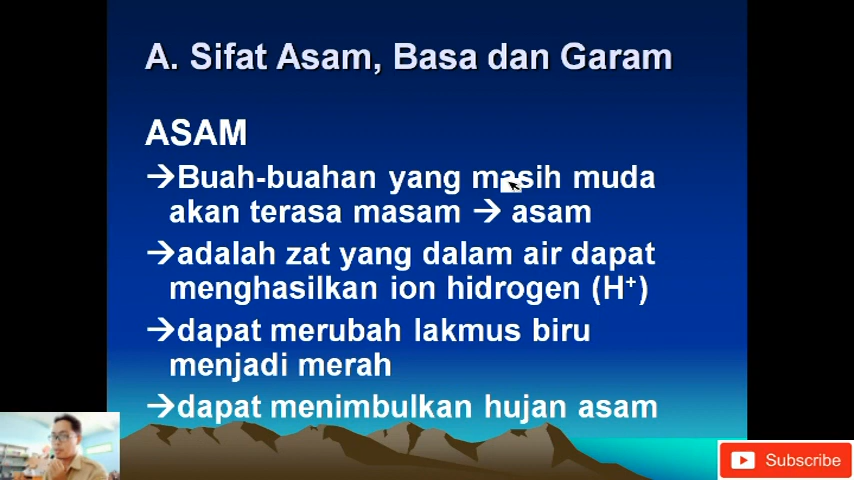 A. Sifat Asam, Basa dan Garam
ASAM
→Buah-buahan yang masih muda
akan terasa masam → asam
→adalah zat yang dalam air dapat
menghasilkan ion hidrogen (H⁺)
→dapat merubah lakmus biru
menjadi merah
→dapat menimbulkan hujan asam
Subscribe